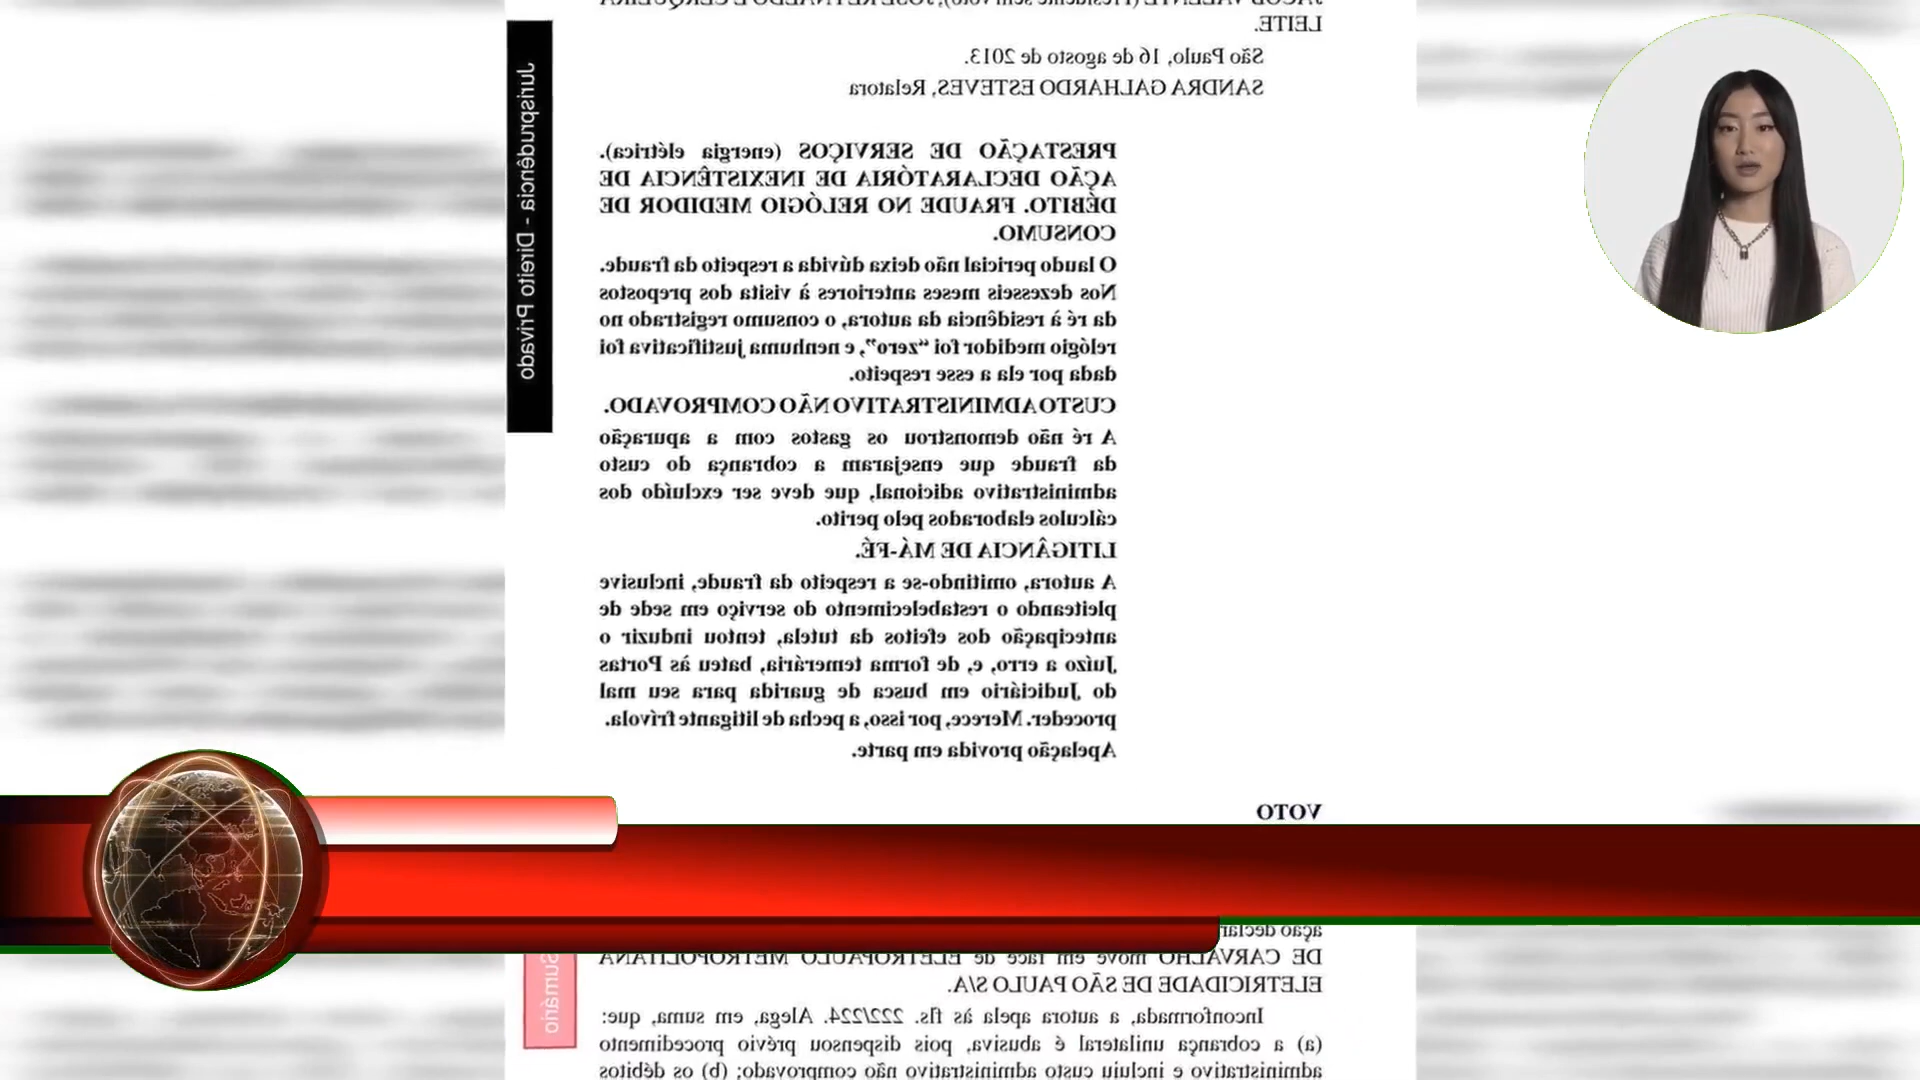 LEITE.
São Paulo, 16 de agosto de 2013.
SANDRA GALHARDO ESTEVES, Relatora
Jurisprudência - Direito Privado
PRESTAÇÃO DE SERVIÇOS (energia elétrica).
AÇÃO DECLARATÓRIA DE INEXISTÊNCIA DE
DÉBITO. FRAUDE NO RELÓGIO MEDIDOR DE
CONSUMO.
O laudo pericial não deixa dúvida a respeito da fraude.
Nos dezesseis meses anteriores à visita dos prepostos
da ré à residência da autora, o consumo registrado no
relógio medidor foi “zero”, e nenhuma justificativa foi
dada por ela a esse respeito.
CUSTO ADMINISTRATIVO NÃO COMPROVADO.
A ré não demonstrou os gastos com a apuração
da fraude que ensejaram a cobrança do custo
administrativo adicional, que deve ser excluído dos
cálculos elaborados pelo perito.
LITIGÂNCIA DE MÁ-FÉ.
A autora, omitindo-se a respeito da fraude, inclusive
pleiteando o restabelecimento do serviço em sede de
antecipação dos efeitos da tutela, tentou induzir o
Juízo a erro, e, de forma temerária, bateu às Portas
do Judiciário em busca de guarida para seu mal
proceder. Merece, por isso, a pecha de litigante frívola.
Apelação provida em parte.
VOTO
ação
DE CARVALHO move em face de ELETROPAULO METROPOLITANA
ELETRICIDADE DE SÃO PAULO S/A.
Sumário
Inconformada, a autora apela às fls. 222/224. Alega, em suma, que:
(a) a cobrança unilateral é abusiva, pois dispensou prévio procedimento
administrativo e incluiu custo administrativo não comprovado; (b) os débitos